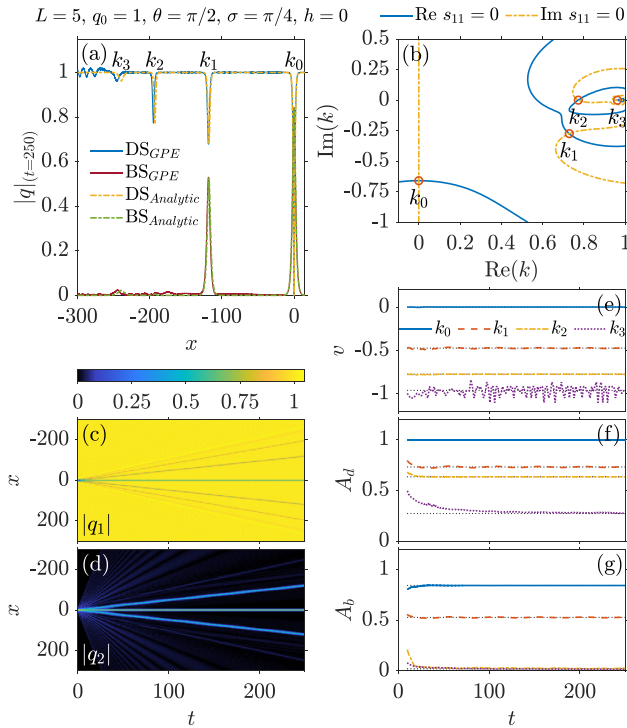 L = 5, q₀ = 1, θ = π/2, σ = π/4, h = 0
Re s₁₁ = 0
Im s₁₁ = 0
(a)
k₃
k₂
k₁
k₀
1
0.8
0.6
0.4
0.2
0
|q|(t=250)
DS_GPE
BS_GPE
DS_Analytic
BS_Analytic
-300
-200
-100
0
x
(b)
0.5
0.25
0
-0.25
-0.5
-0.75
-1
Im(k)
k₂
k₃
k₁
k₀
0
0.2
0.4
0.6
0.8
1
Re(k)
0
0.25
0.5
0.75
1
(c)
-200
0
200
x
|q₁|
(d)
-200
0
200
x
|q₂|
0
100
200
t
(e)
0
-0.5
-1
v
k₀
k₁
k₂
k₃
(f)
1
0.5
0
A_d
(g)
1
0.5
0
A_b
0
100
200
t